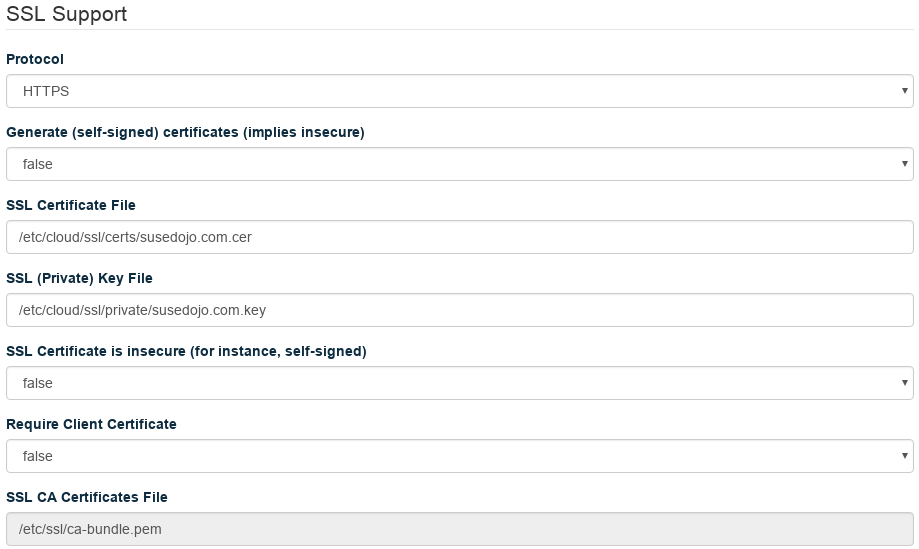 SSL Support
Protocol
HTTPS
Generate (self-signed) certificates (implies insecure)
false
SSL Certificate File
/etc/cloud/ssl/certs/susedojo.com.cer
SSL (Private) Key File
/etc/cloud/ssl/private/susedojo.com.key
SSL Certificate is insecure (for instance, self-signed)
false
Require Client Certificate
false
SSL CA Certificates File
/etc/ssl/ca-bundle.pem